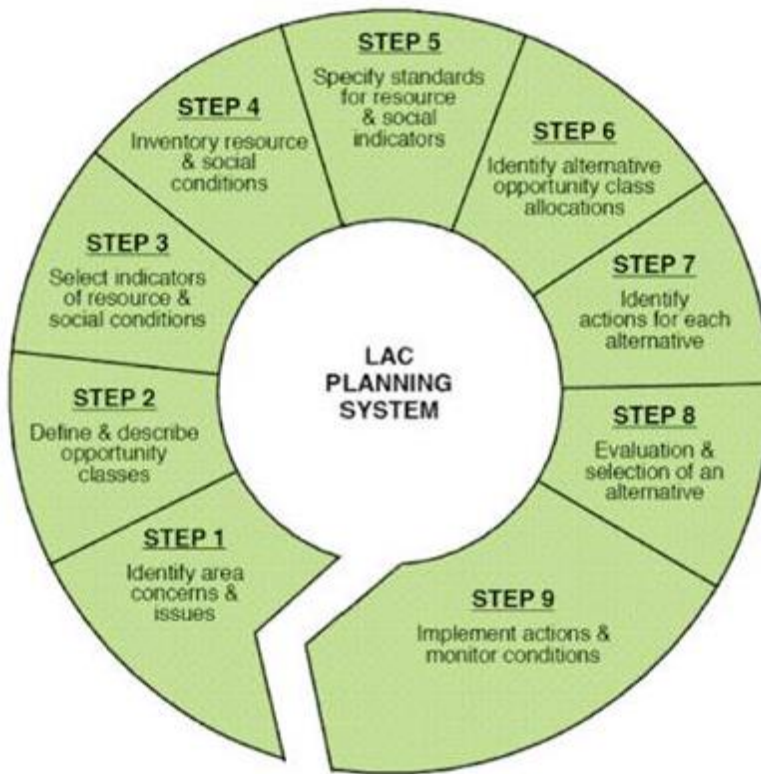 STEP 1
Identify area
concerns &
issues
STEP 2
Define & describe
opportunity
classes
STEP 3
Select indicators
of resource &
social conditions
STEP 4
Inventory resource
& social
conditions
STEP 5
Specify standards
for resource
& social
indicators
STEP 6
Identify alternative
opportunity class
allocations
STEP 7
Identify
actions for each
alternative
STEP 8
Evaluation &
selection of an
alternative
STEP 9
Implement actions &
monitor conditions
LAC
PLANNING
SYSTEM